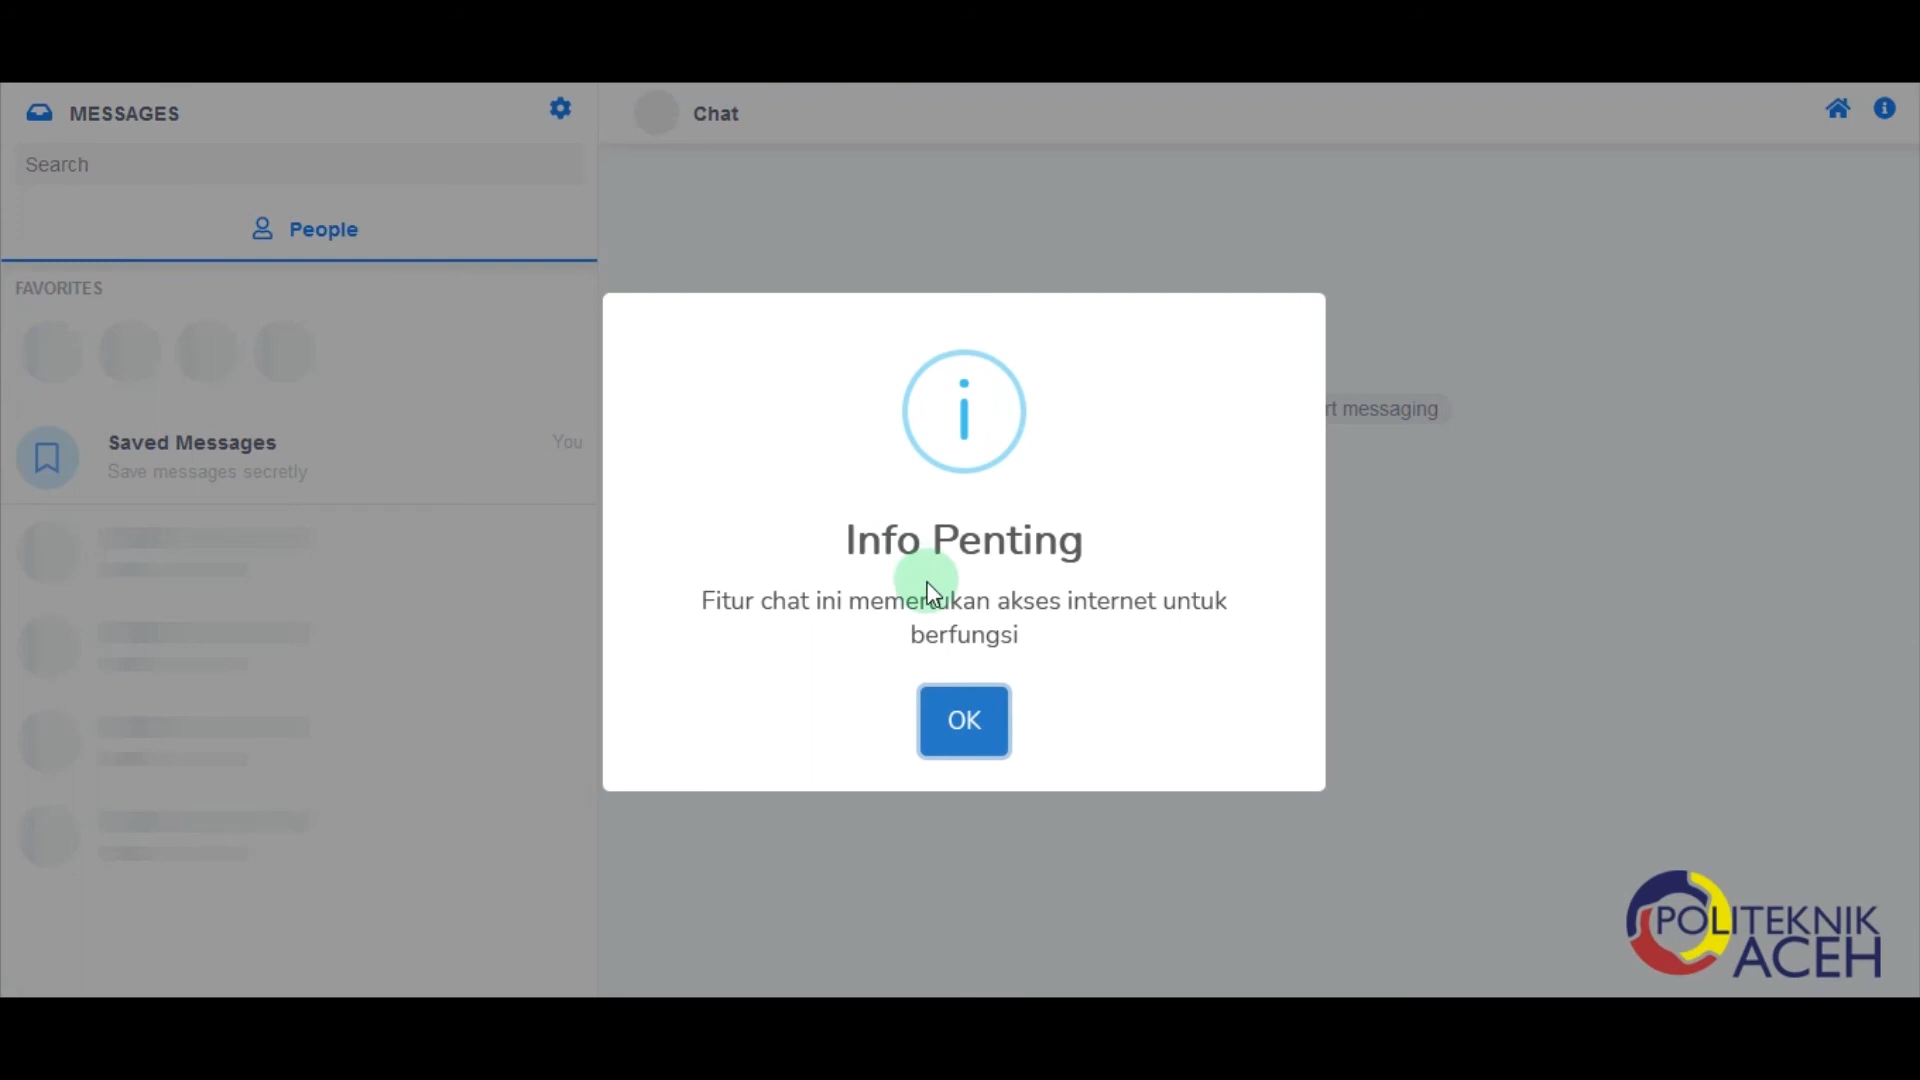 MESSAGES
Search
People
FAVORITES
Saved Messages
You
Save messages secretly
Chat
messaging
Info Penting
Fitur chat ini memerlukan akses internet untuk
berfungsi
OK
POLITEKNIK
ACEH